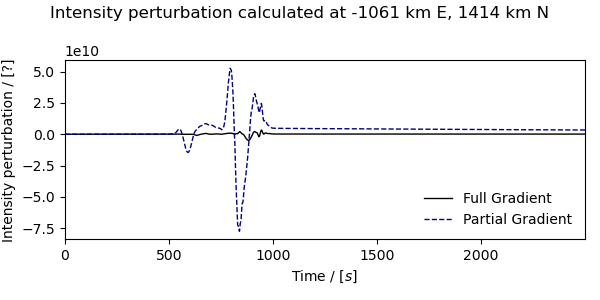 Intensity perturbation calculated at -1061 km E, 1414 km N
1e10
5.0
2.5
0.0
−2.5
−5.0
−7.5
Intensity perturbation / [?]
Full Gradient
Partial Gradient
0 500 1000 1500 2000
Time / [s]